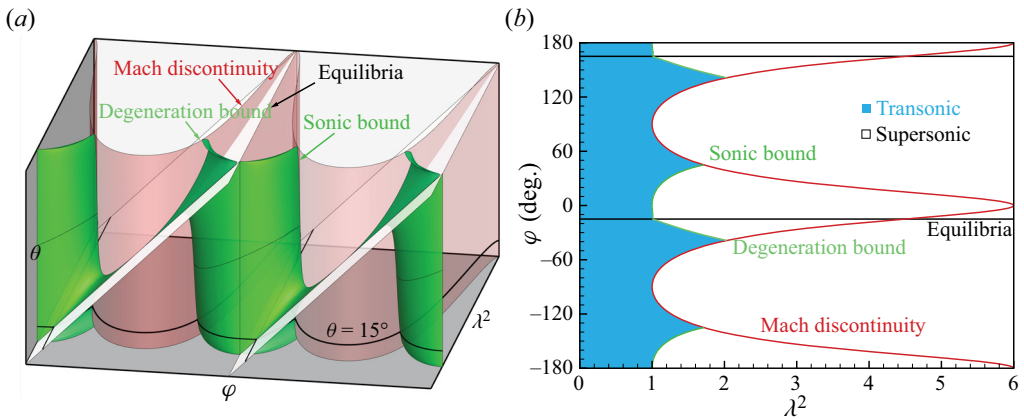 (a)
Mach discontinuity
Equilibria
Degeneration bound
Sonic bound
θ
θ = 15°
λ²
φ
(b)
φ (deg.)
180
120
60
0
−60
−120
−180
Transonic
Supersonic
Sonic bound
Equilibria
Degeneration bound
Mach discontinuity
0 1 2 3 4 5 6
λ²